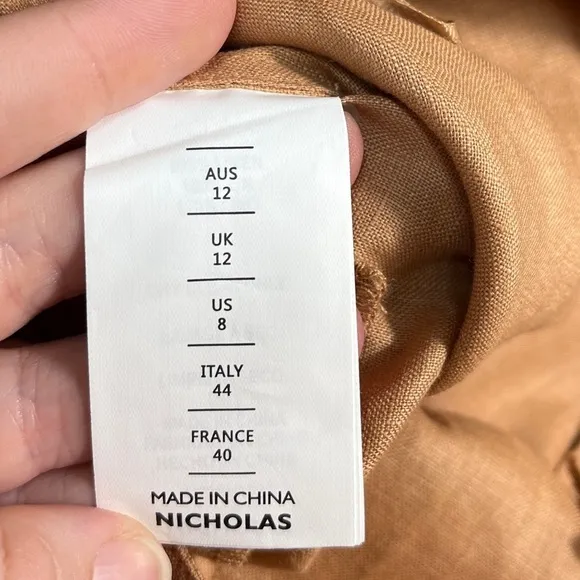 AUS
12
UK
12
US
8
ITALY
44
FRANCE
40
MADE IN CHINA
NICHOLAS